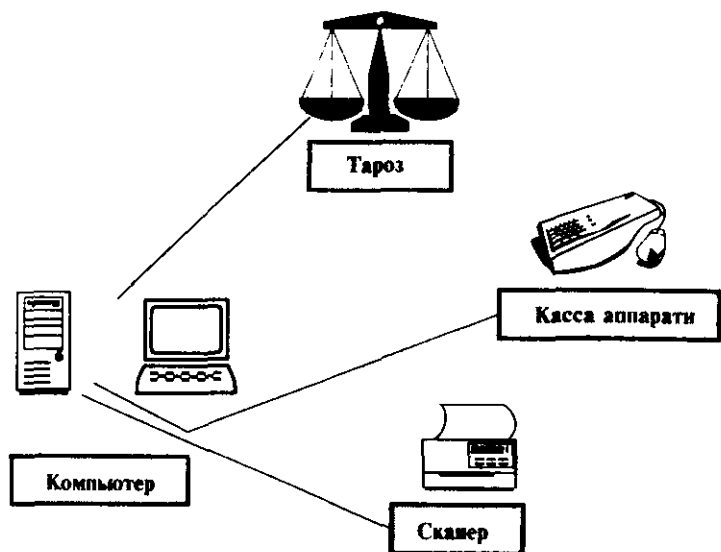 Тароз
Касса аппарати
Компьютер
Сканер